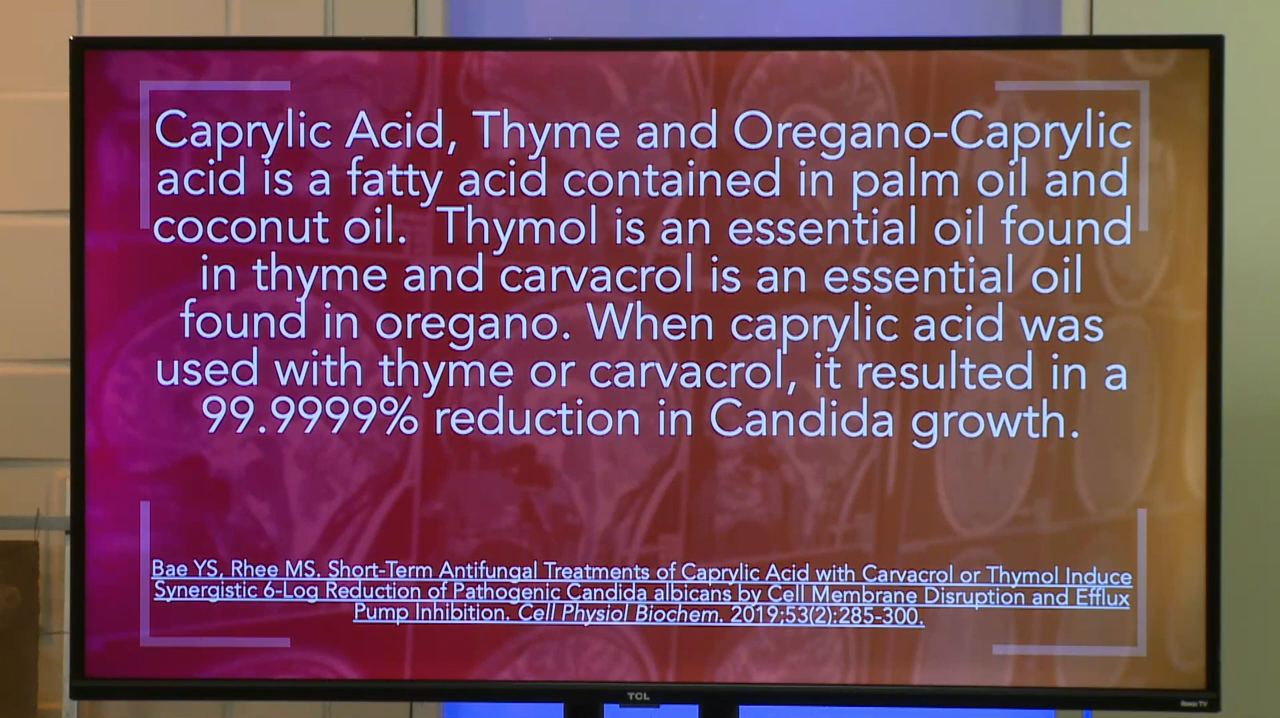 Caprylic Acid, Thyme and Oregano-Caprylic
acid is a fatty acid contained in palm oil and
coconut oil.  Thymol is an essential oil found
in thyme and carvacrol is an essential oil
found in oregano. When caprylic acid was
used with thyme or carvacrol, it resulted in a
99.9999% reduction in Candida growth.
Bae YS, Rhee MS. Short-Term Antifungal Treatments of Caprylic Acid with Carvacrol or Thymol Induce
Synergistic 6-Log Reduction of Pathogenic Candida albicans by Cell Membrane Disruption and Efflux
Pump Inhibition. Cell Physiol Biochem. 2019;53(2):285-300.
TCL
Roku TV